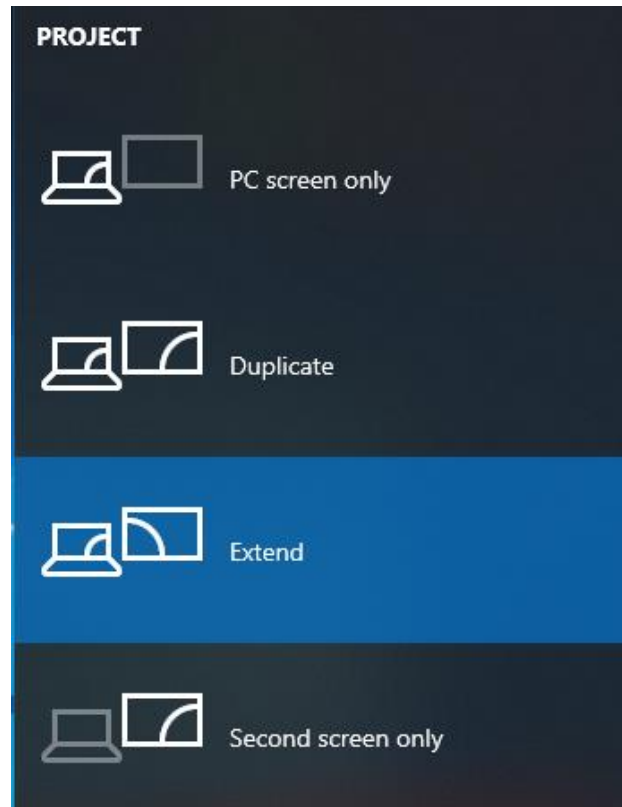 PROJECT
PC screen only
Duplicate
Extend
Second screen only